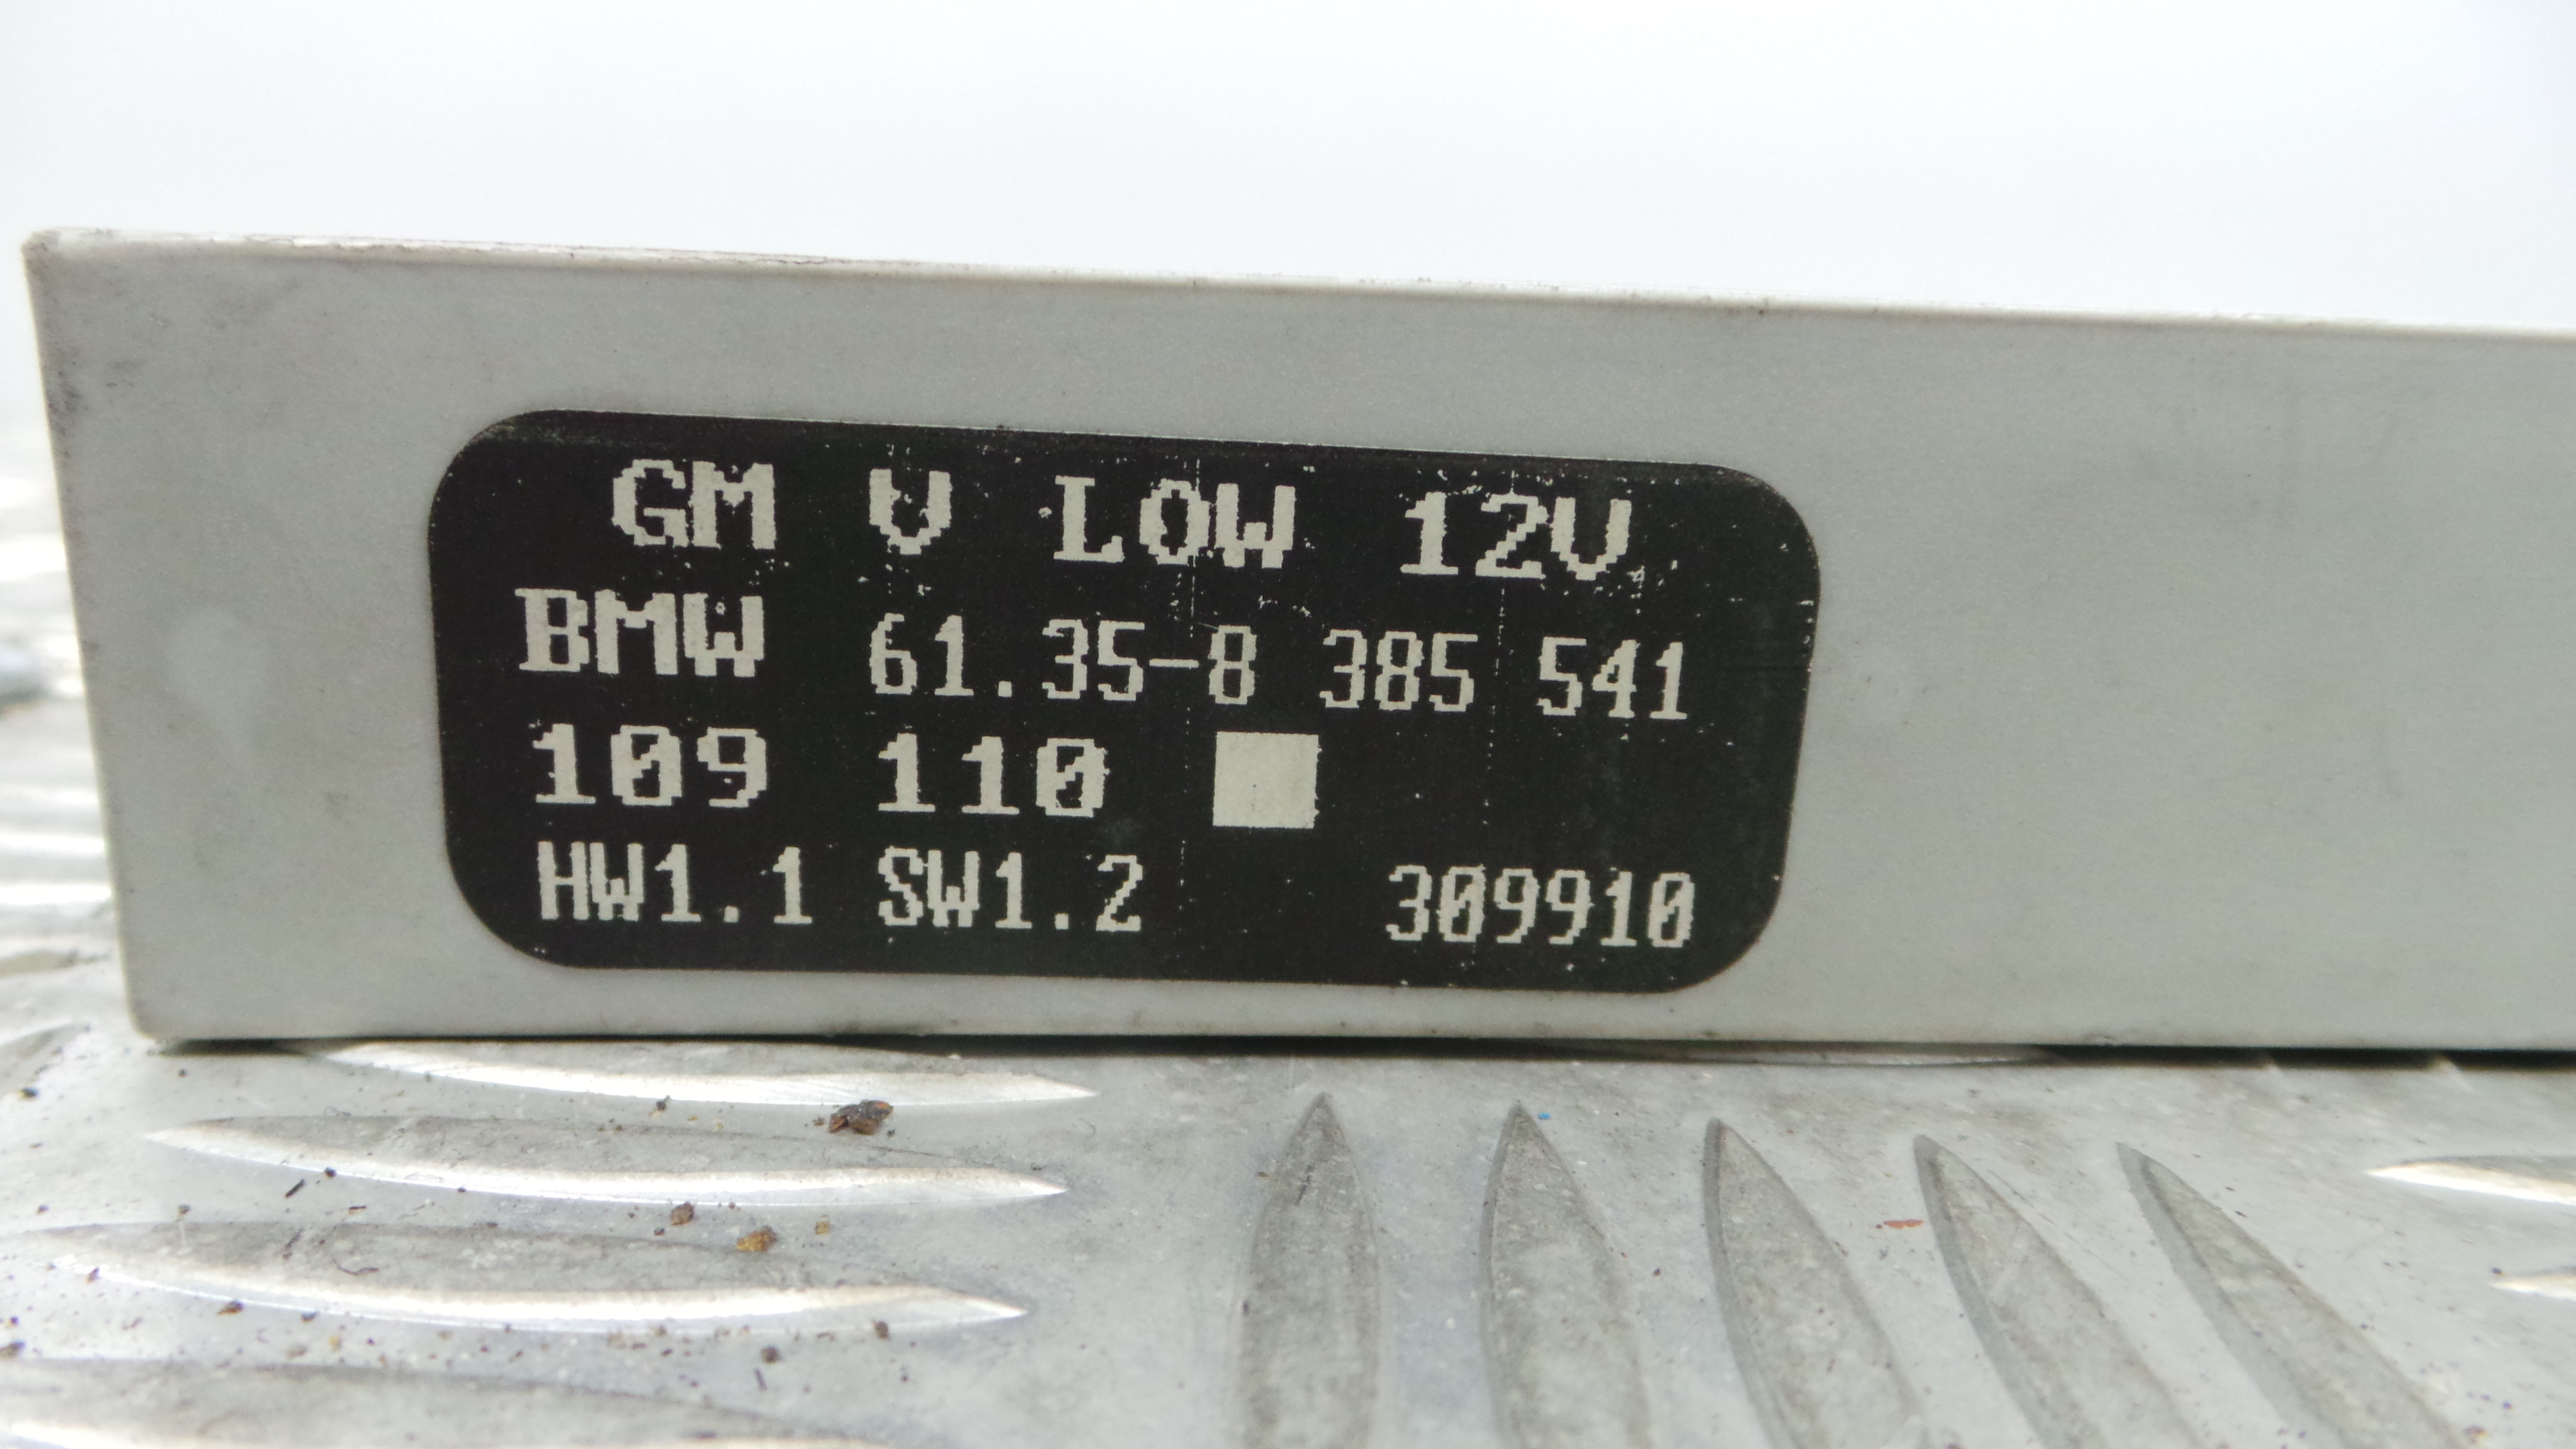 GM V LOW 12V
BMW 61.35-8 385 541
109 110 ■
HW1.1 SW1.2 309910